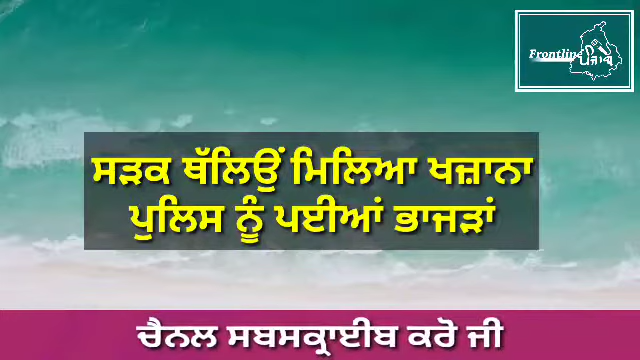 Frontline
ਪੰਜਾਬ
ਸੜਕ ਥੱਲਿਉਂ ਮਿਲਿਆ ਖਜ਼ਾਨਾ
ਪੁਲਿਸ ਨੂੰ ਪਈਆਂ ਭਾਜੜਾਂ
ਚੈਨਲ ਸਬਸਕ੍ਰਾਈਬ ਕਰੋ ਜੀ